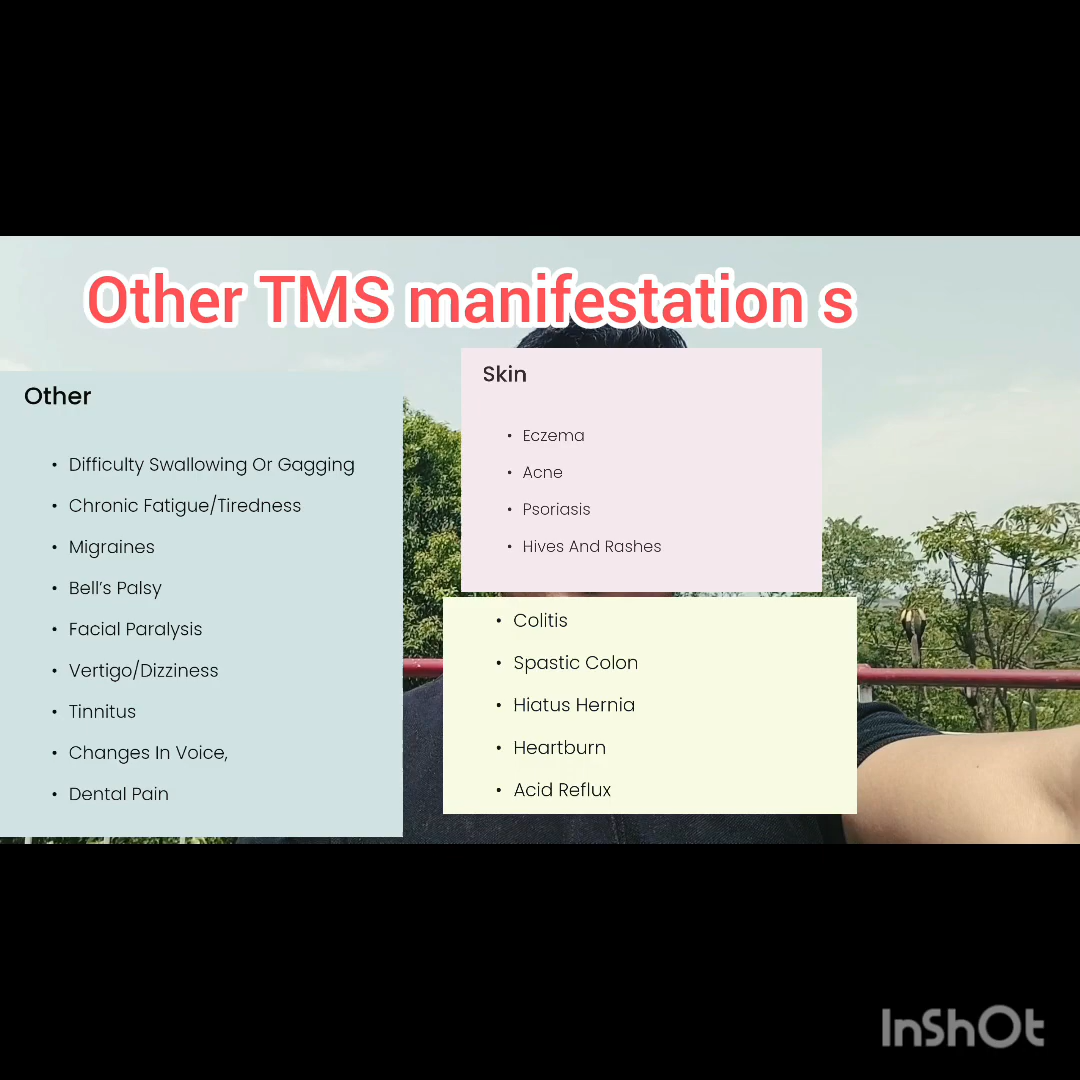 Other TMS manifestation s
Other
• Difficulty Swallowing Or Gagging
• Chronic Fatigue/Tiredness
• Migraines
• Bell’s Palsy
• Facial Paralysis
• Vertigo/Dizziness
• Tinnitus
• Changes In Voice,
• Dental Pain
Skin
• Eczema
• Acne
• Psoriasis
• Hives And Rashes
• Colitis
• Spastic Colon
• Hiatus Hernia
• Heartburn
• Acid Reflux
InShOt